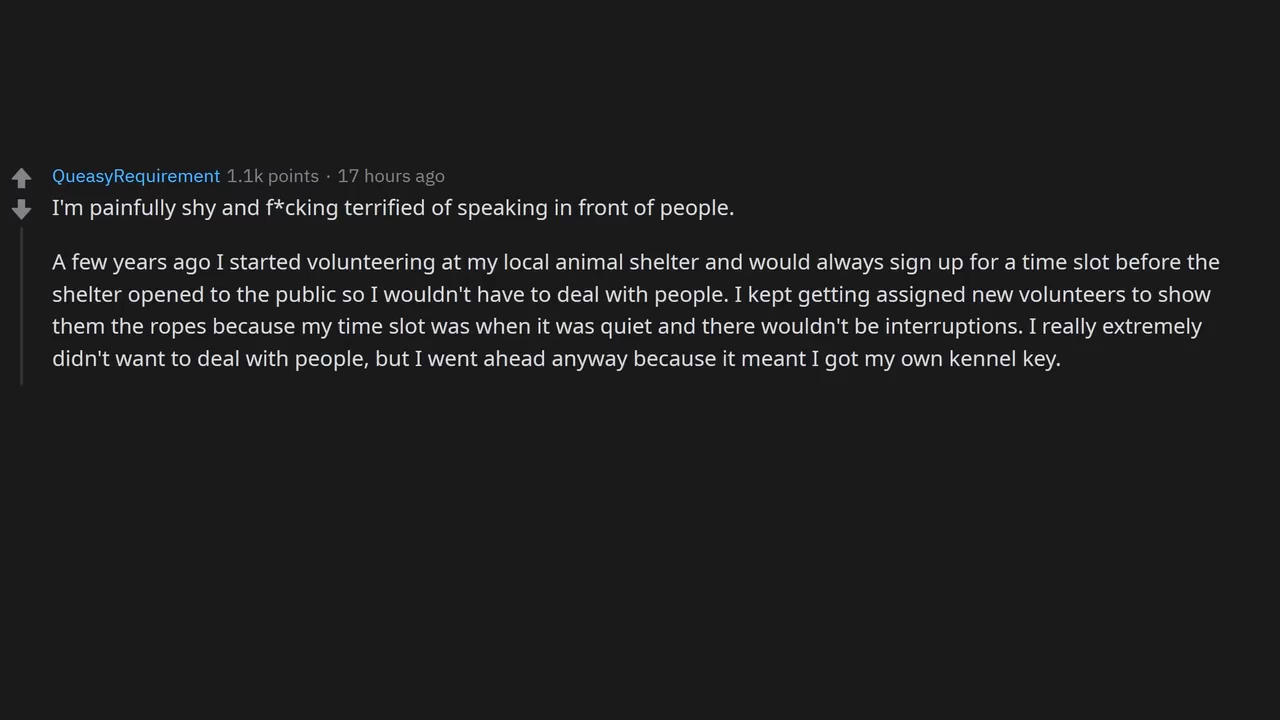 QueasyRequirement 1.1k points · 17 hours ago
I'm painfully shy and f*cking terrified of speaking in front of people.
A few years ago I started volunteering at my local animal shelter and would always sign up for a time slot before the
shelter opened to the public so I wouldn't have to deal with people. I kept getting assigned new volunteers to show
them the ropes because my time slot was when it was quiet and there wouldn't be interruptions. I really extremely
didn't want to deal with people, but I went ahead anyway because it meant I got my own kennel key.